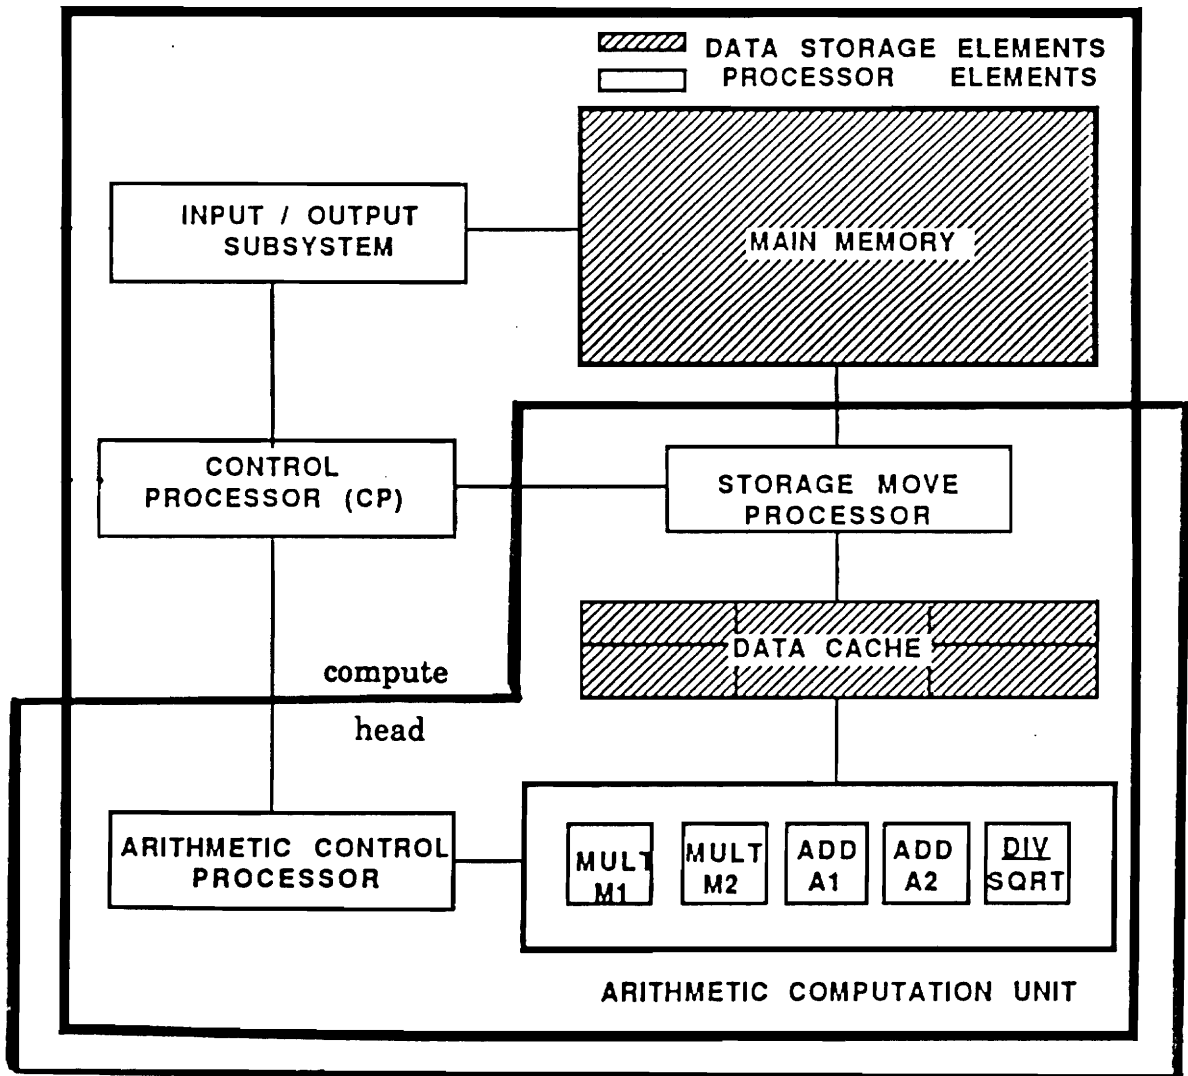 DATA STORAGE ELEMENTS
PROCESSOR ELEMENTS
INPUT / OUTPUT
SUBSYSTEM
MAIN MEMORY
CONTROL
PROCESSOR (CP)
STORAGE MOVE
PROCESSOR
DATA CACHE
compute
head
ARITHMETIC CONTROL
PROCESSOR
MULT
M1
MULT
M2
ADD
A1
ADD
A2
DIV
SQRT
ARITHMETIC COMPUTATION UNIT